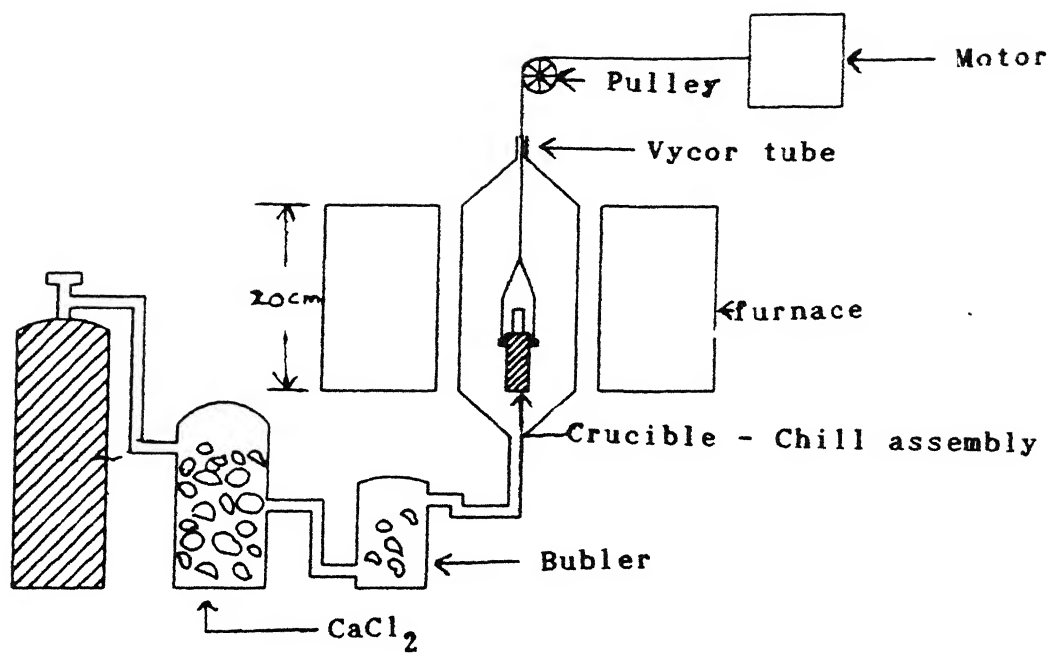 Motor
Pulley
Vycor tube
20cm
furnace
Crucible - Chill assembly
Bubler
CaCl₂